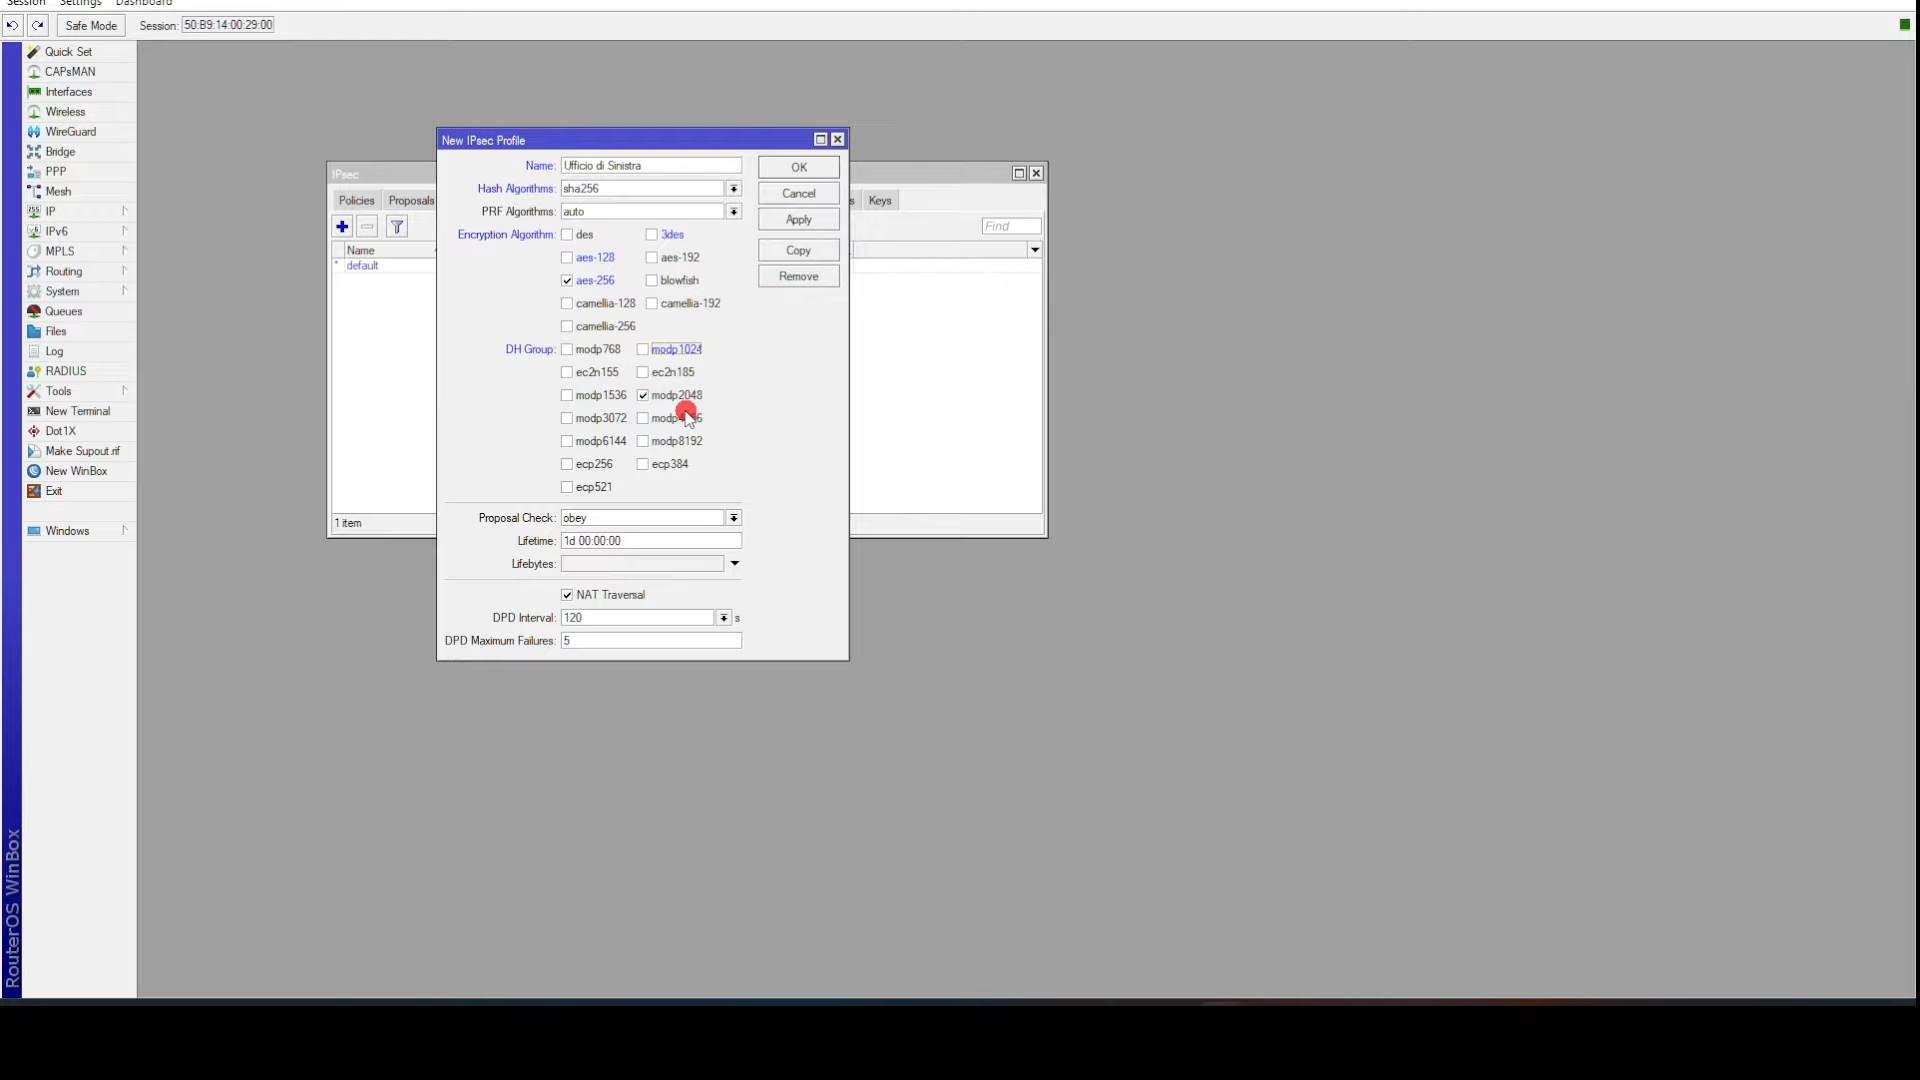 Session Settings Dashboard
Safe Mode Session: 50:B9:14:00:29:00
Quick Set
CAPsMAN
Interfaces
Wireless
WireGuard
Bridge
PPP
Mesh
IP
IPv6
MPLS
Routing
System
Queues
Files
Log
RADIUS
Tools
New Terminal
Dot1X
Make Supout.rif
New WinBox
Exit
Windows
RouterOS WinBox
IPsec
Policies Proposals Keys
Find
Name
* default
1 item
New IPsec Profile
Name: Ufficio di Sinistra
Hash Algorithms: sha256
PRF Algorithms: auto
Encryption Algorithm: des 3des
aes-128 aes-192
aes-256 blowfish
camellia-128 camellia-192
camellia-256
DH Group: modp768 modp1024
ec2n155 ec2n185
modp1536 modp2048
modp3072
modp6144 modp8192
ecp256 ecp384
ecp521
Proposal Check: obey
Lifetime: 1d 00:00:00
Lifebytes:
NAT Traversal
DPD Interval: 120 s
DPD Maximum Failures: 5
OK
Cancel
Apply
Copy
Remove